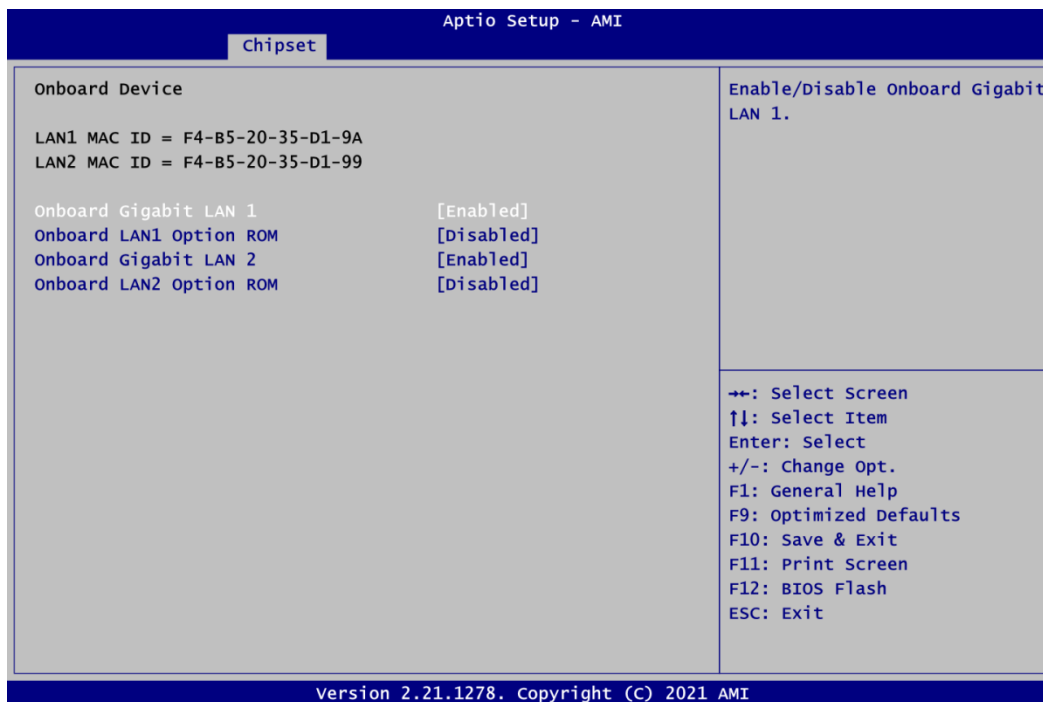 Aptio Setup – AMI
Chipset
Onboard Device
LAN1 MAC ID = F4-B5-20-35-D1-9A
LAN2 MAC ID = F4-B5-20-35-D1-99
Onboard Gigabit LAN 1 [Enabled]
Onboard LAN1 Option ROM [Disabled]
Onboard Gigabit LAN 2 [Enabled]
Onboard LAN2 Option ROM [Disabled]
Enable/Disable Onboard Gigabit
LAN 1.
→←: Select Screen
↑↓: Select Item
Enter: Select
+/-: Change Opt.
F1: General Help
F9: Optimized Defaults
F10: Save & Exit
F11: Print Screen
F12: BIOS Flash
ESC: Exit
Version 2.21.1278. Copyright (C) 2021 AMI